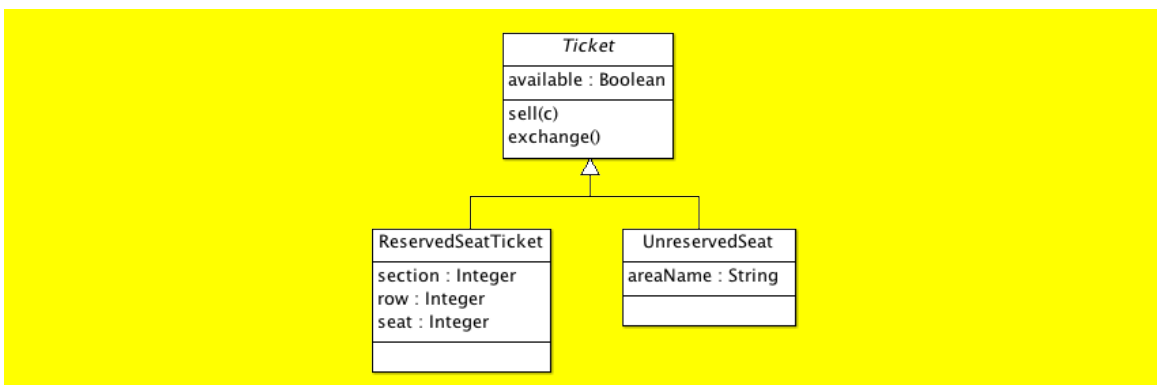 Ticket
available : Boolean
sell(c)
exchange()
ReservedSeatTicket
section : Integer
row : Integer
seat : Integer
UnreservedSeat
areaName : String